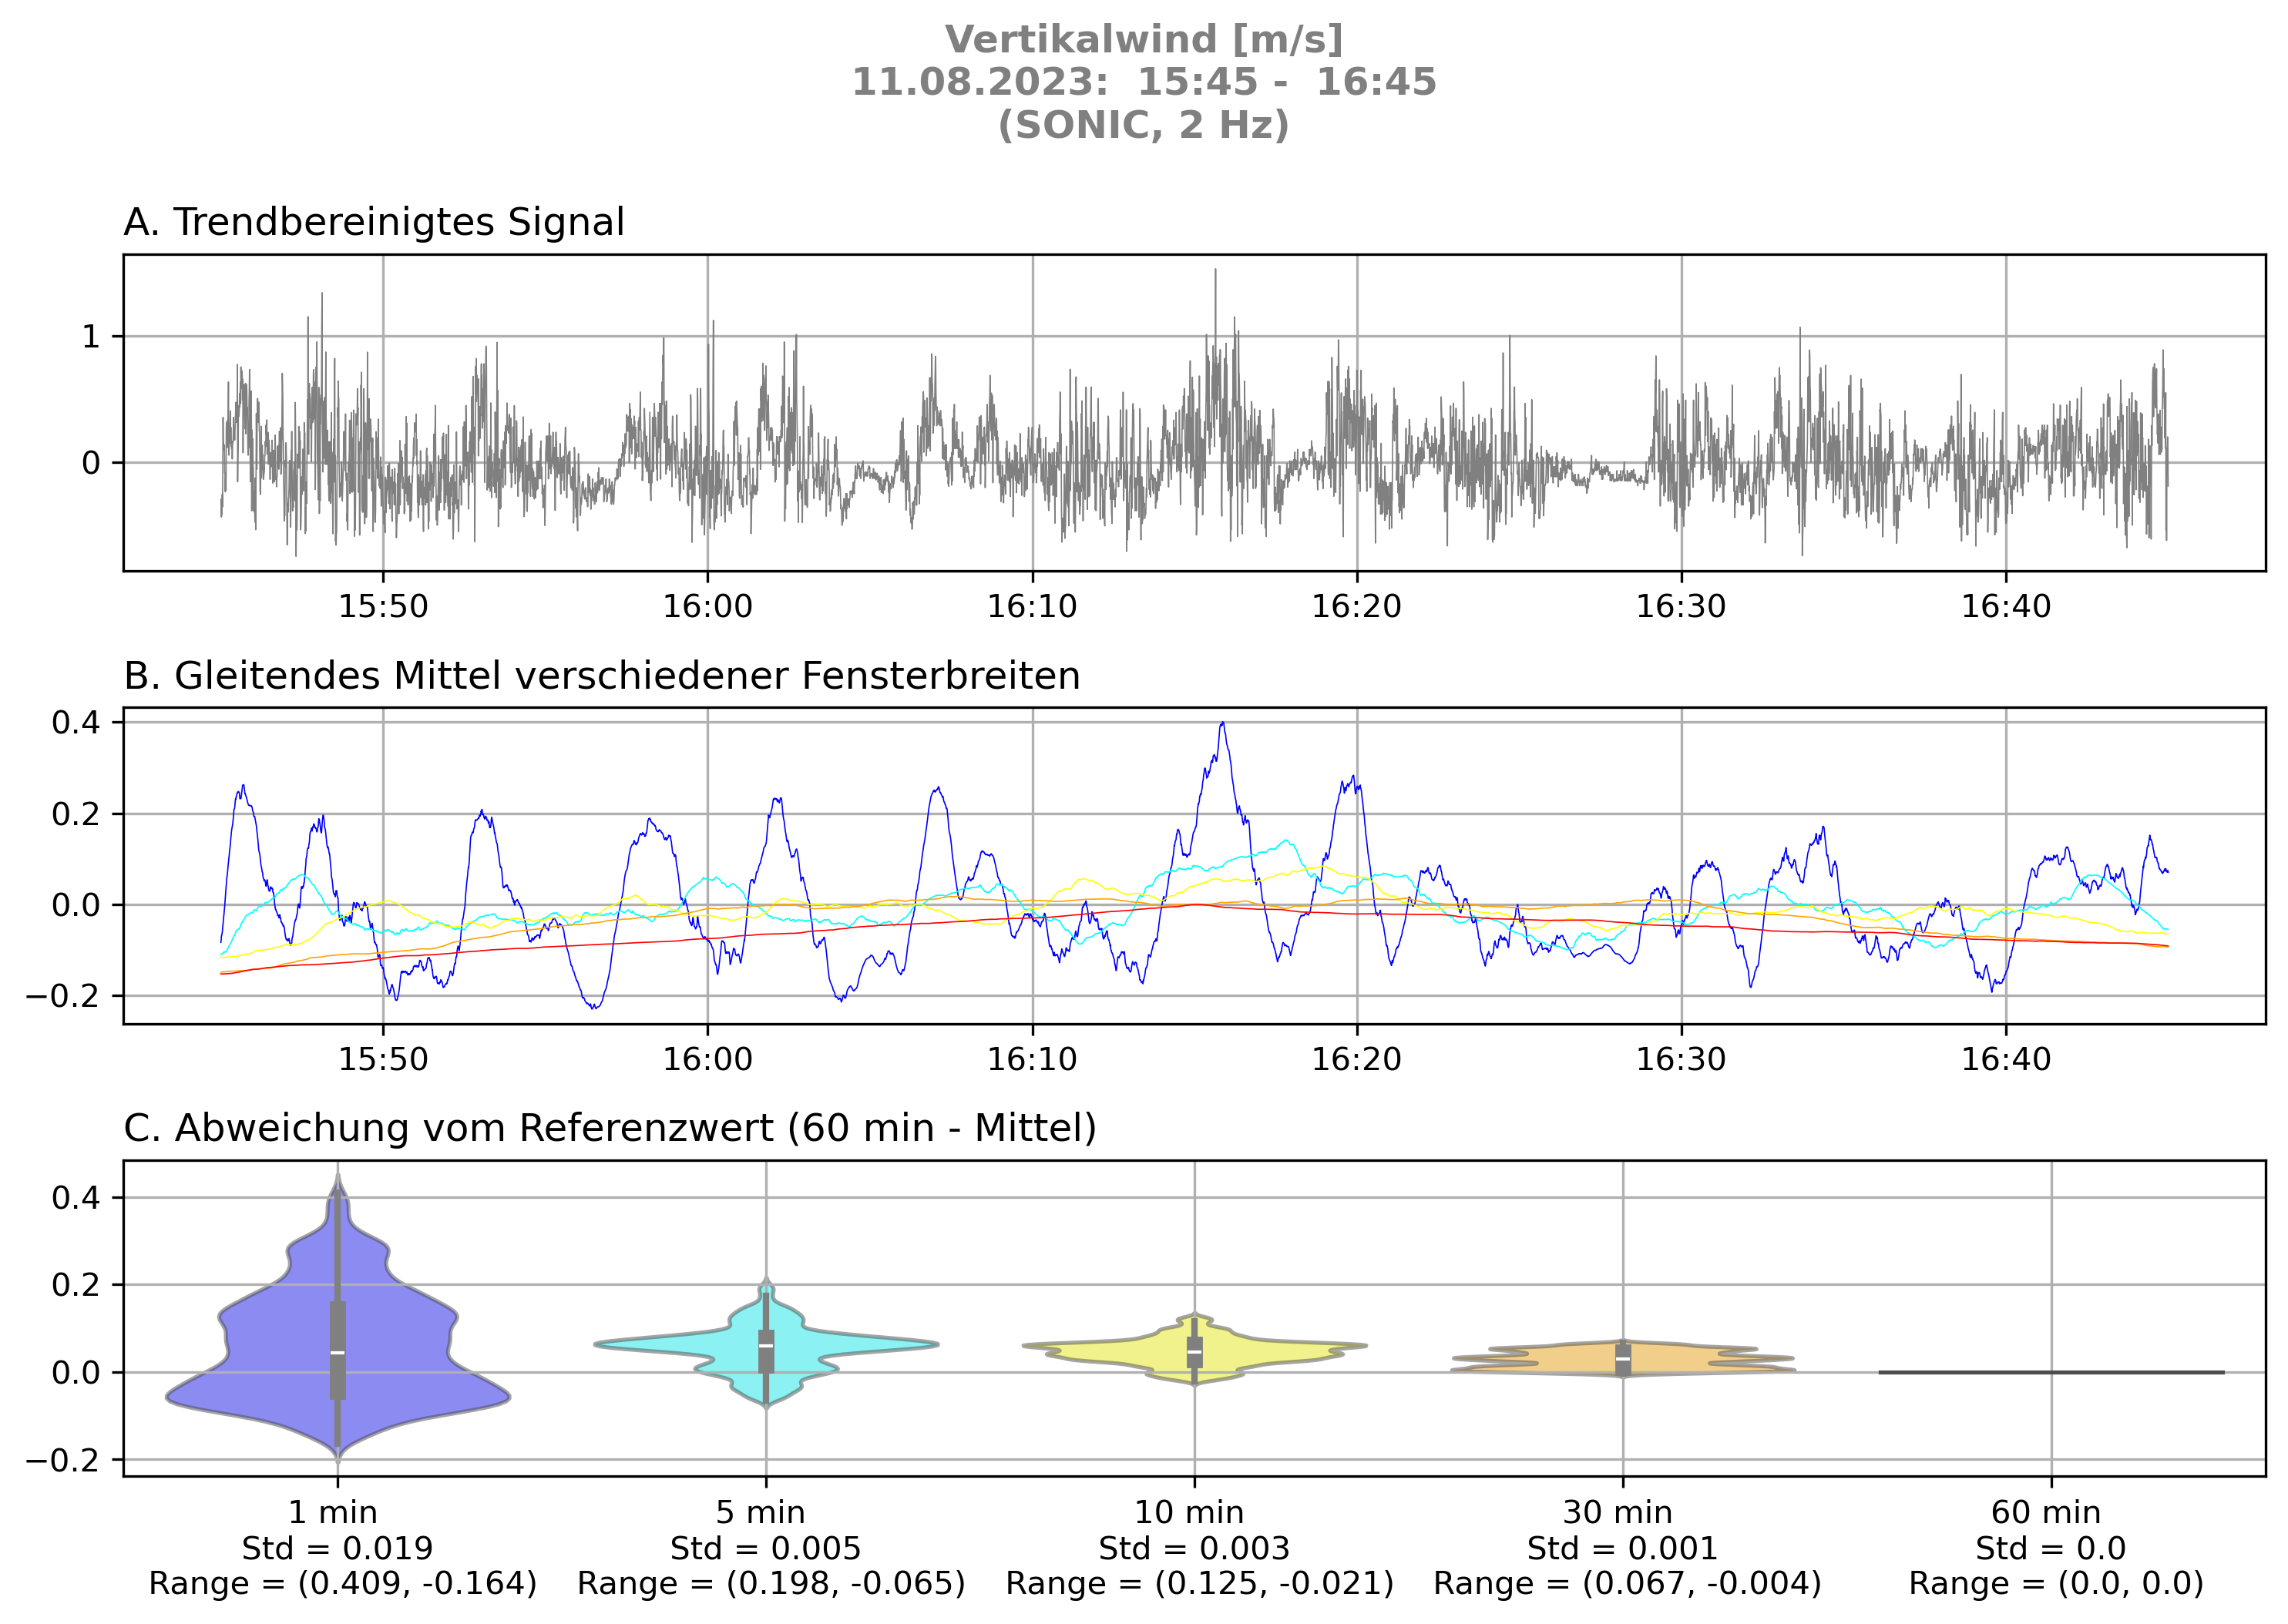 Vertikalwind [m/s]
11.08.2023:  15:45 -  16:45
(SONIC, 2 Hz)
A. Trendbereinigtes Signal
1
0
15:50 16:00 16:10 16:20 16:30 16:40
B. Gleitendes Mittel verschiedener Fensterbreiten
0.4
0.2
0.0
−0.2
15:50 16:00 16:10 16:20 16:30 16:40
C. Abweichung vom Referenzwert (60 min - Mittel)
0.4
0.2
0.0
−0.2
1 min 5 min 10 min 30 min 60 min
Std = 0.019 Std = 0.005 Std = 0.003 Std = 0.001 Std = 0.0
Range = (0.409, -0.164) Range = (0.198, -0.065) Range = (0.125, -0.021) Range = (0.067, -0.004) Range = (0.0, 0.0)